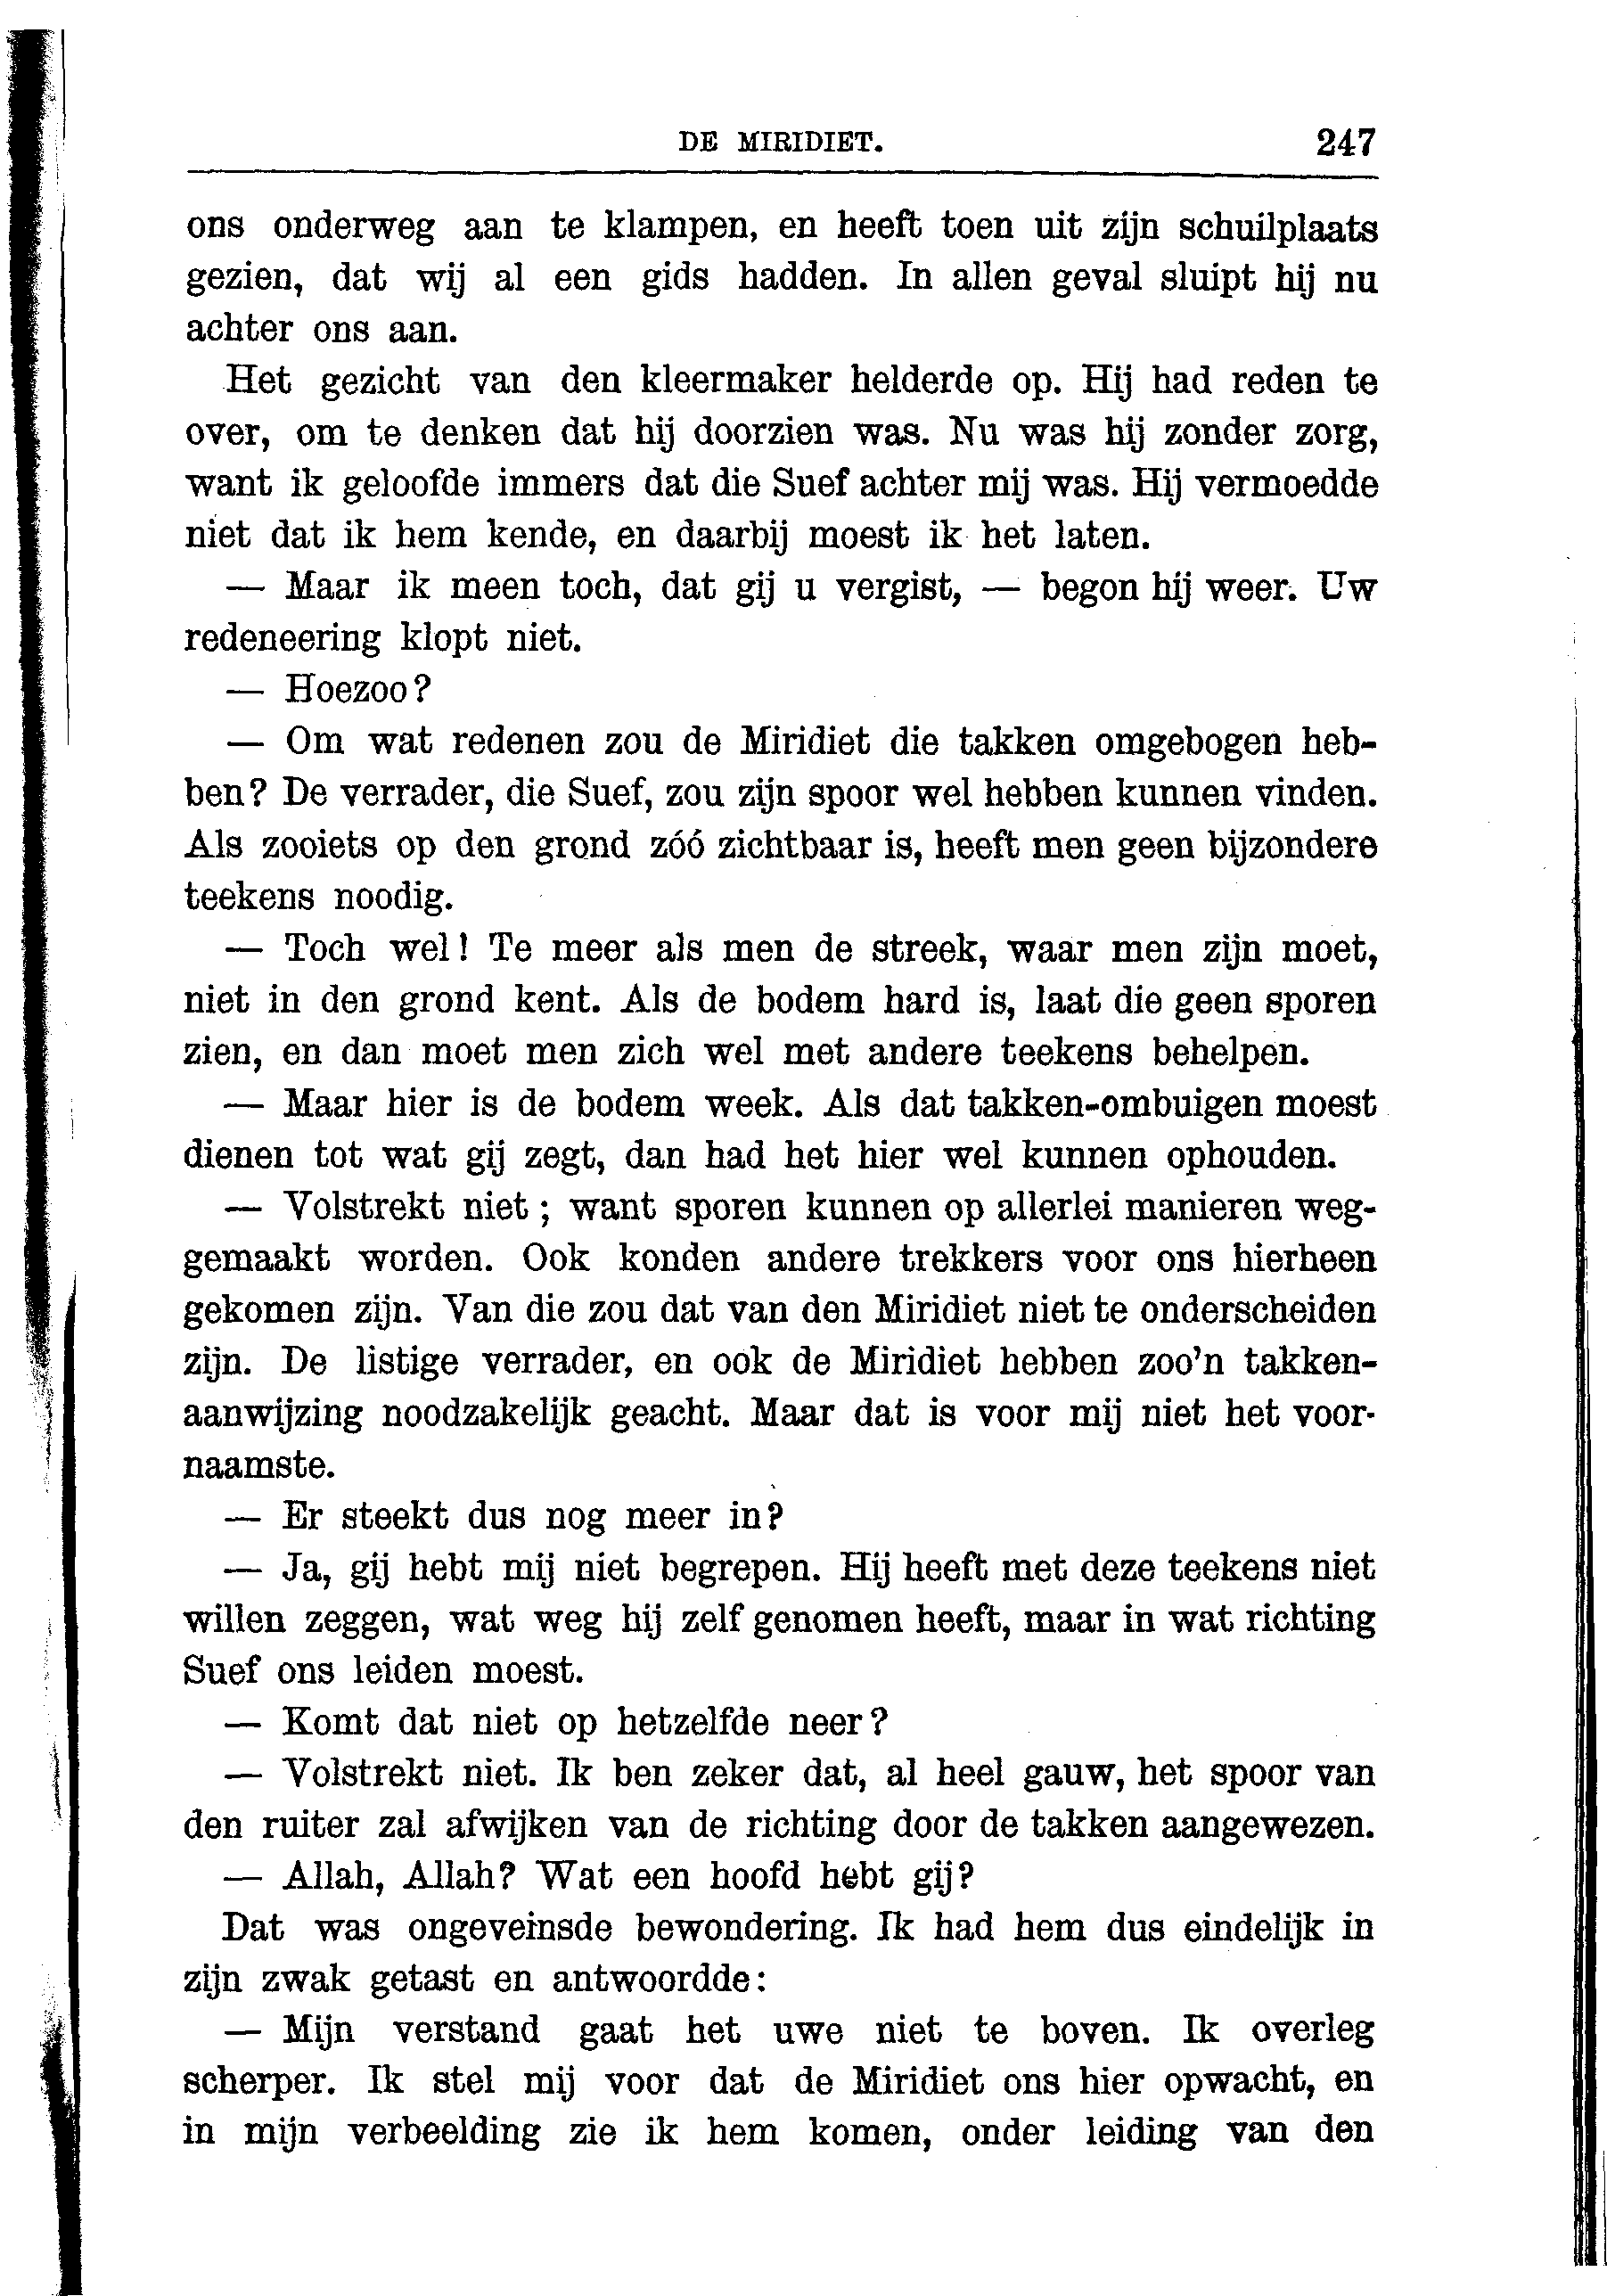 DE MIRIDIET. 247
ons onderweg aan te klampen, en heeft toen uit zijn schuilplaats
gezien, dat wij al een gids hadden. In allen geval sluipt hij nu
achter ons aan.
Het gezicht van den kleermaker helderde op. Hij had reden te
over, om te denken dat hij doorzien was. Nu was hij zonder zorg,
want ik geloofde immers dat die Suef achter mij was. Hij vermoedde
niet dat ik hem kende, en daarbij moest ik het laten.
— Maar ik meen toch, dat gij u vergist, — begon hij weer. Uw
redeneering klopt niet.
— Hoezoo?
— Om wat redenen zou de Miridiet die takken omgebogen heb-
ben? De verrader, die Suef, zou zijn spoor wel hebben kunnen vinden.
Als zooiets op den grond zóó zichtbaar is, heeft men geen bijzondere
teekens noodig.
— Toch wel! Te meer als men de streek, waar men zijn moet,
niet in den grond kent. Als de bodem hard is, laat die geen sporen
zien, en dan moet men zich wel met andere teekens behelpen.
— Maar hier is de bodem week. Als dat takken-ombuigen moest
dienen tot wat gij zegt, dan had het hier wel kunnen ophouden.
— Volstrekt niet; want sporen kunnen op allerlei manieren weg-
gemaakt worden. Ook konden andere trekkers voor ons hierheen
gekomen zijn. Van die zou dat van den Miridiet niet te onderscheiden
zijn. De listige verrader, en ook de Miridiet hebben zoo'n takken-
aanwijzing noodzakelijk geacht. Maar dat is voor mij niet het voor-
naamste.
— Er steekt dus nog meer in?
— Ja, gij hebt mij niet begrepen. Hij heeft met deze teekens niet
willen zeggen, wat weg hij zelf genomen heeft, maar in wat richting
Suef ons leiden moest.
— Komt dat niet op hetzelfde neer?
— Volstrekt niet. Ik ben zeker dat, al heel gauw, het spoor van
den ruiter zal afwijken van de richting door de takken aangewezen.
— Allah, Allah? Wat een hoofd hebt gij?
Dat was ongeveinsde bewondering. Ik had hem dus eindelijk in
zijn zwak getast en antwoordde:
— Mijn verstand gaat het uwe niet te boven. Ik overleg
scherper. Ik stel mij voor dat de Miridiet ons hier opwacht, en
in mijn verbeelding zie ik hem komen, onder leiding van den